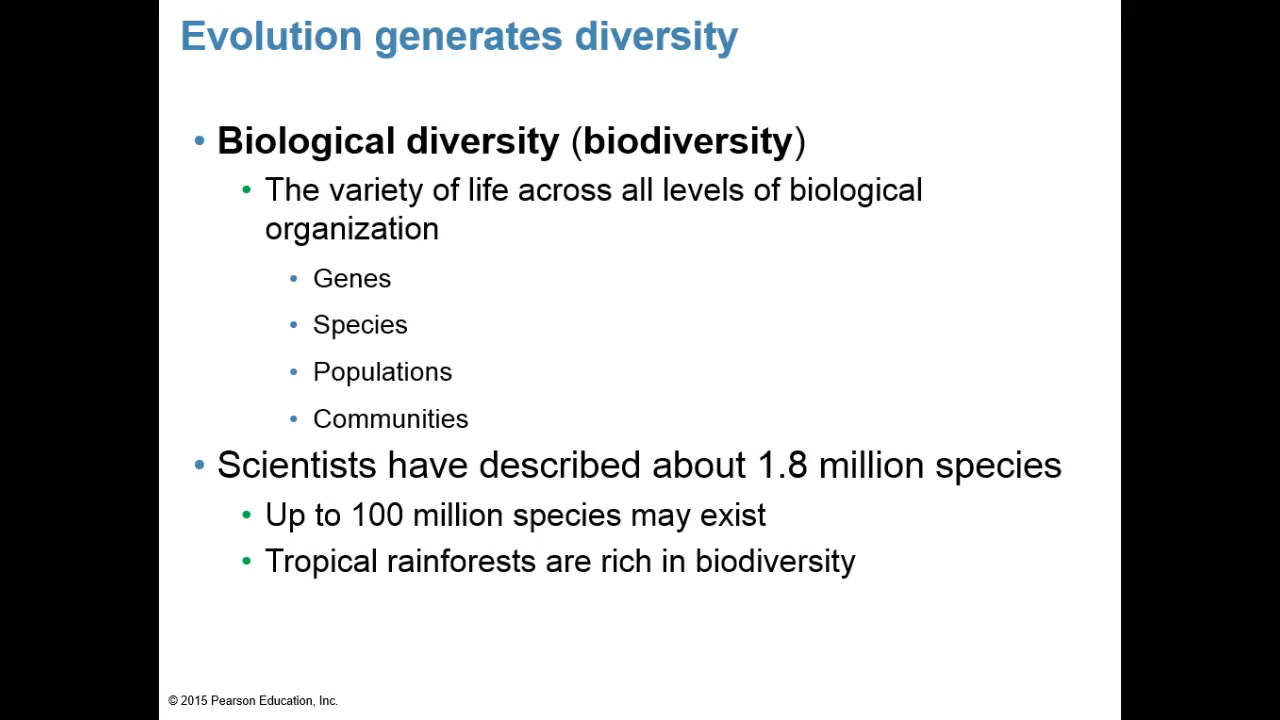 Evolution generates diversity
• Biological diversity (biodiversity)
• The variety of life across all levels of biological
organization
• Genes
• Species
• Populations
• Communities
• Scientists have described about 1.8 million species
• Up to 100 million species may exist
• Tropical rainforests are rich in biodiversity
© 2015 Pearson Education, Inc.